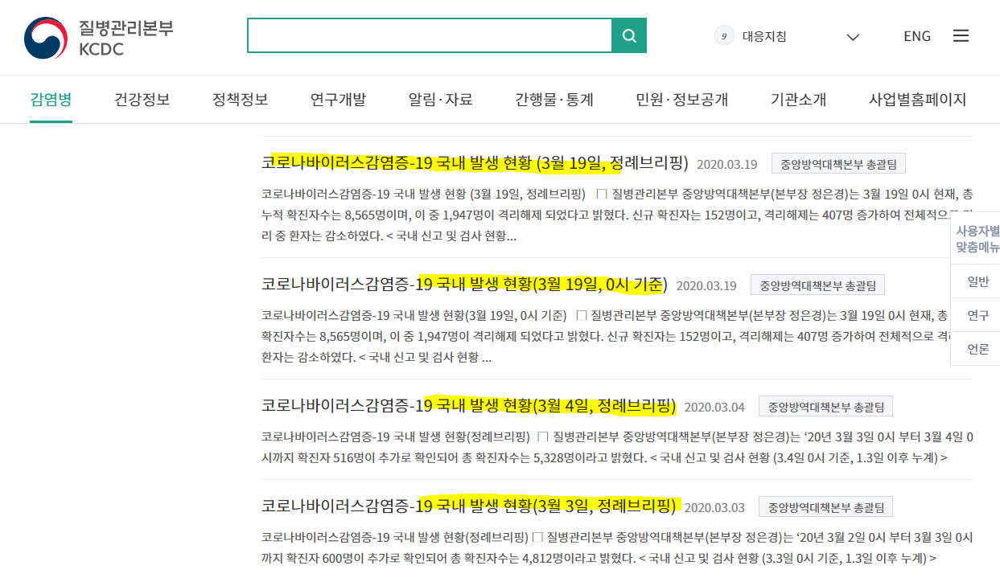 질병관리본부
KCDC
9 대응지침
ENG
감염병 건강정보 정책정보 연구개발 알림·자료 간행물·통계 민원·정보공개 기관소개 사업별홈페이지
코로나바이러스감염증-19 국내 발생 현황 (3월 19일, 정례브리핑) 2020.03.19 중앙방역대책본부 총괄팀
코로나바이러스감염증-19 국내 발생 현황 (3월 19일, 정례브리핑) □ 질병관리본부 중앙방역대책본부(본부장 정은경)는 3월 19일 0시 현재, 총
누적 확진자수는 8,565명이며, 이 중 1,947명이 격리해제 되었다고 밝혔다. 신규 확진자는 152명이고, 격리해제는 407명 증가하여 전체적으로
리 중 환자는 감소하였다. < 국내 신고 및 검사 현황...
코로나바이러스감염증-19 국내 발생 현황(3월 19일, 0시 기준) 2020.03.19 중앙방역대책본부 총괄팀
코로나바이러스감염증-19 국내 발생 현황(3월 19일, 0시 기준) □ 질병관리본부 중앙방역대책본부(본부장 정은경)는 3월 19일 0시 현재, 총
확진자수는 8,565명이며, 이 중 1,947명이 격리해제 되었다고 밝혔다. 신규 확진자는 152명이고, 격리해제는 407명 증가하여 전체적으로
환자는 감소하였다. < 국내 신고 및 검사 현황 ...
코로나바이러스감염증-19 국내 발생 현황(3월 4일, 정례브리핑) 2020.03.04 중앙방역대책본부 총괄팀
코로나바이러스감염증-19 국내 발생 현황(정례브리핑) □ 질병관리본부 중앙방역대책본부(본부장 정은경)는 ‘20년 3월 3일 0시 부터 3월 4일 0
시까지 확진자 516명이 추가로 확인되어 총 확진자수는 5,328명이라고 밝혔다. < 국내 신고 및 검사 현황 (3.4일 0시 기준, 1.3일 이후 누계) >
코로나바이러스감염증-19 국내 발생 현황(3월 3일, 정례브리핑) 2020.03.03 중앙방역대책본부 총괄팀
코로나바이러스감염증-19 국내 발생 현황(정례브리핑) □ 질병관리본부 중앙방역대책본부(본부장 정은경)는 ‘20년 3월 2일 0시 부터 3월 3일 0시
까지 확진자 600명이 추가로 확인되어 총 확진자수는 4,812명이라고 밝혔다. < 국내 신고 및 검사 현황 (3.3일 0시 기준, 1.3일 이후 누계) >
사용자별
맞춤메뉴
일반
연구
언론